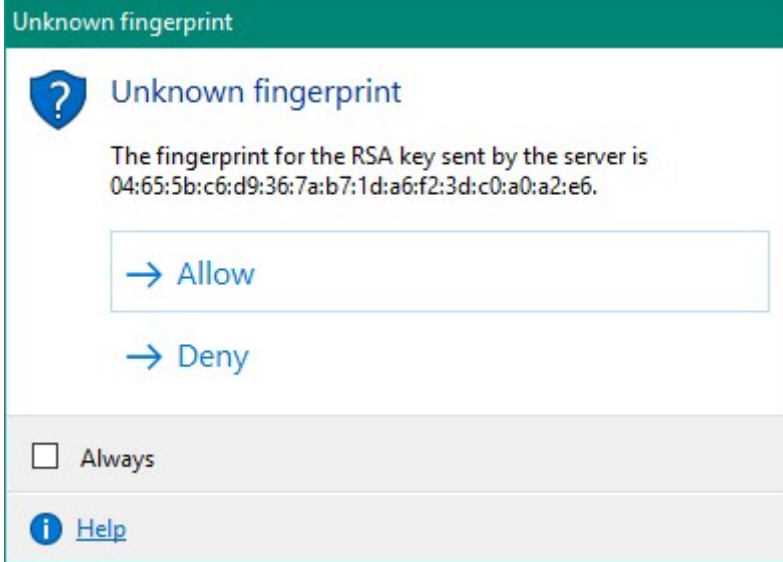 Unknown fingerprint
Unknown fingerprint
The fingerprint for the RSA key sent by the server is
04:65:5b:c6:d9:36:7a:b7:1d:a6:f2:3d:c0:a0:a2:e6.
→ Allow
→ Deny
Always
Help